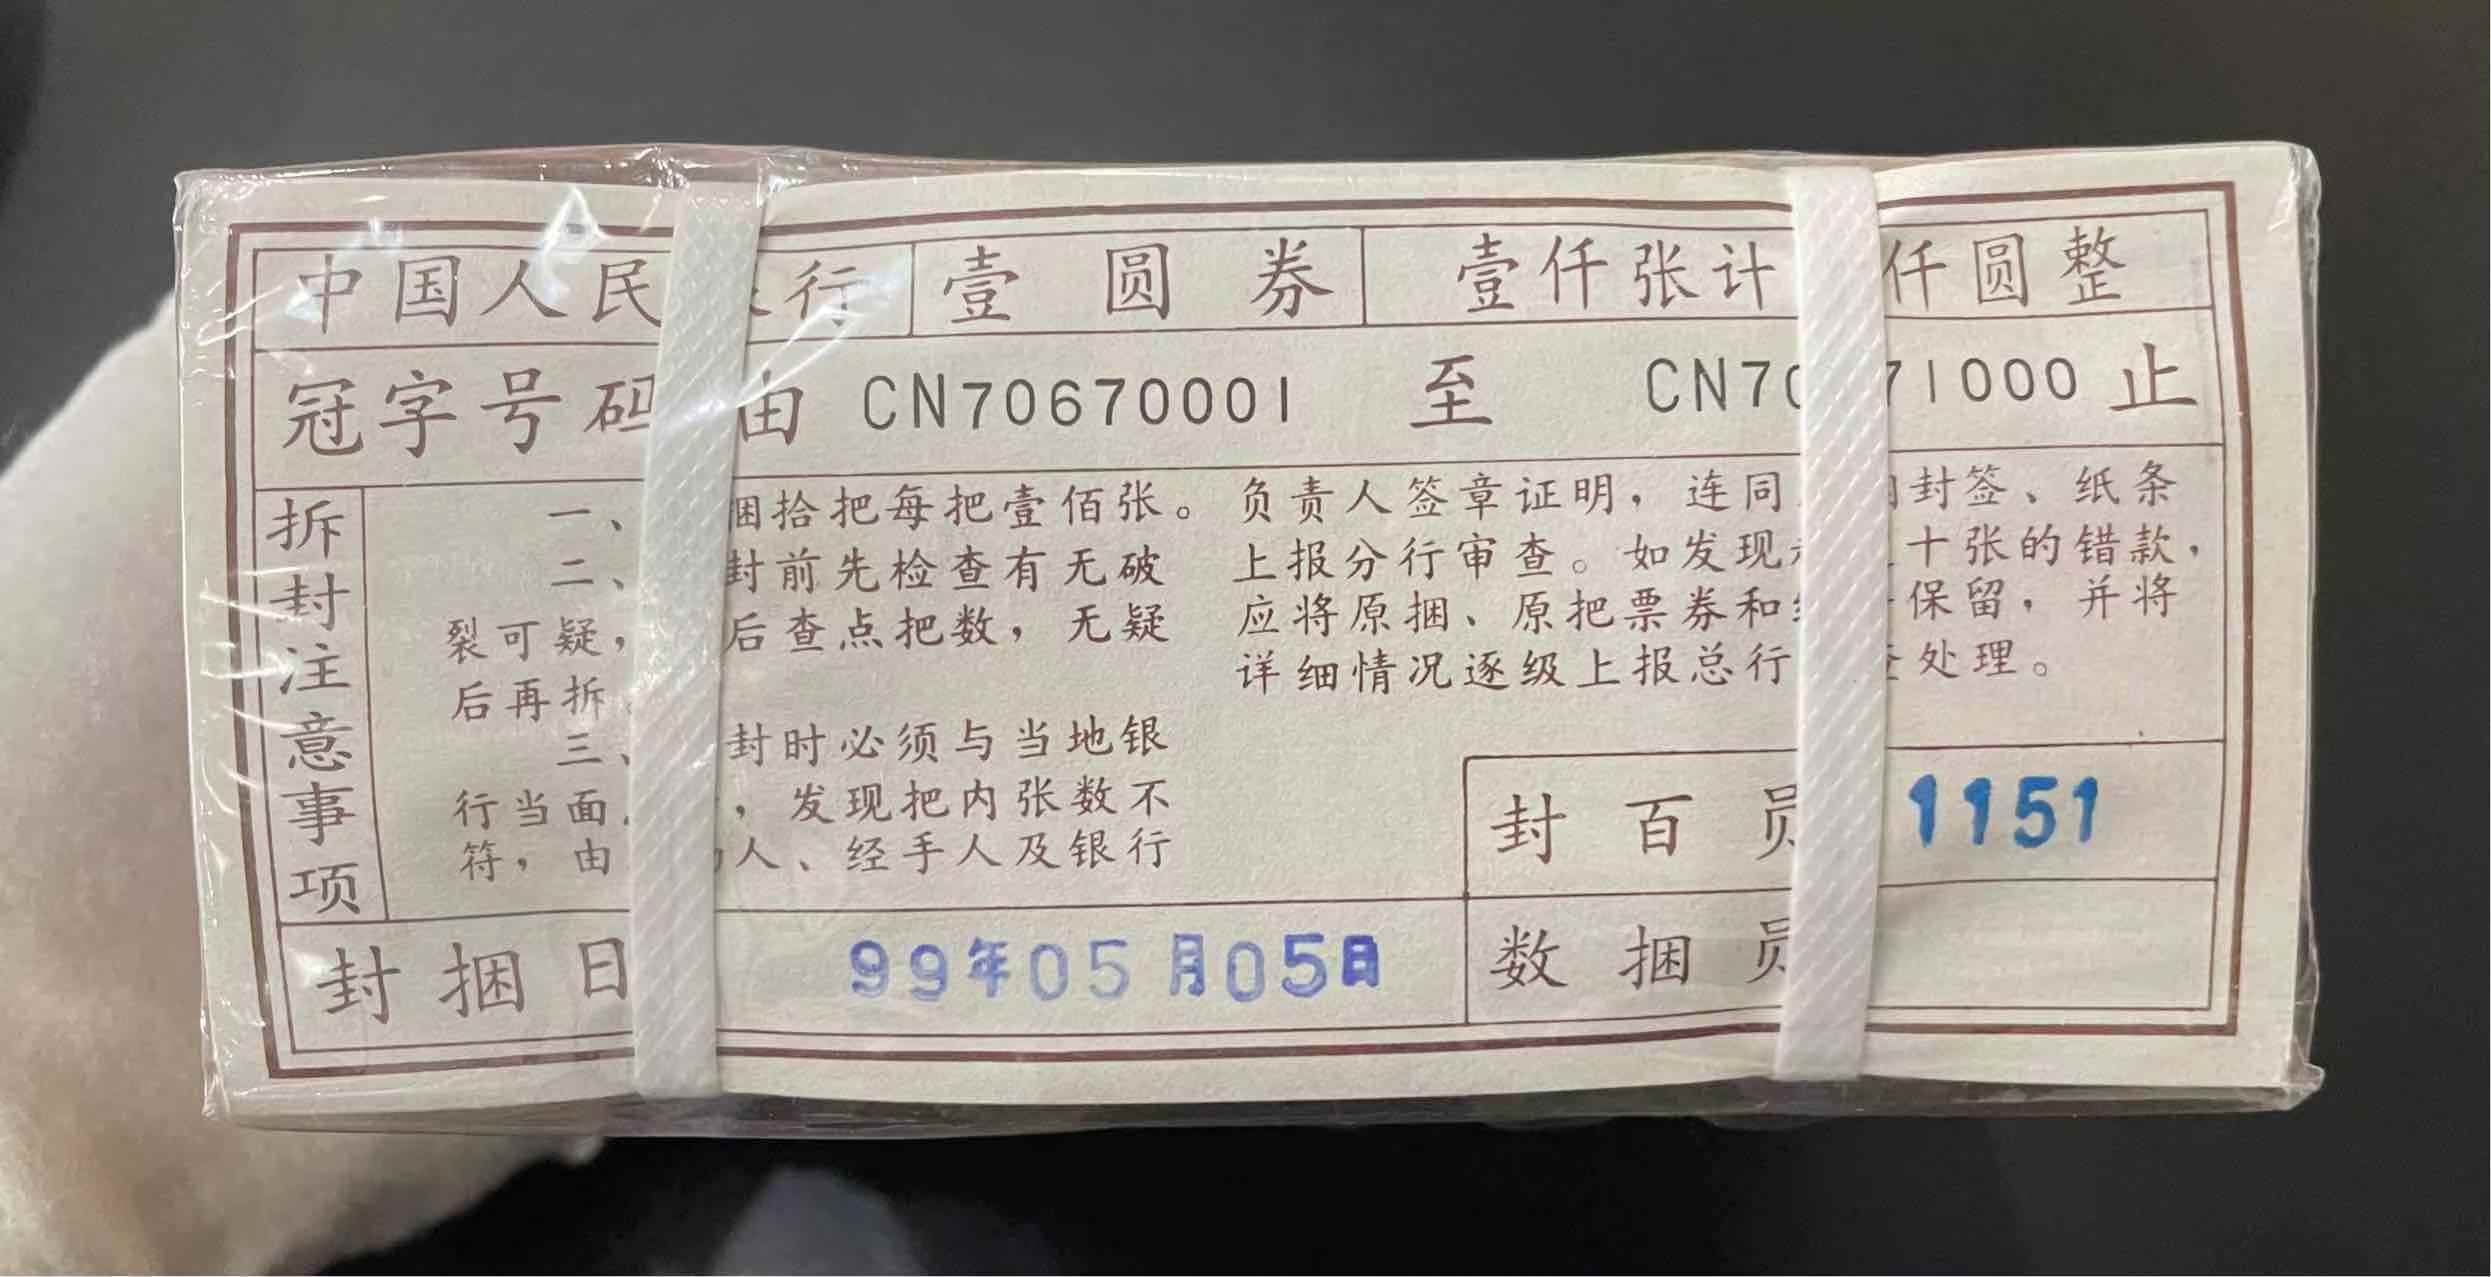 中国人民 行 壹圆券 壹仟张计 仟圆整
冠字号码 由 CN70670001 至 CN70 71000 止
拆封注意事项
一、 捆拾把每把壹佰张。
二、 封前先检查有无破
裂可疑, 后查点把数,无疑
后再拆
三、 封时必须与当地银
行当面 ,发现把内张数不
符,由 人、经手人及银行
负责人签章证明,连同 封签、纸条
上报分行审查。如发现 十张的错款,
应将原捆、原把票券和 保留,并将
详细情况逐级上报总行 处理。
封百员 1151
封捆日 99年05月05日
数捆员